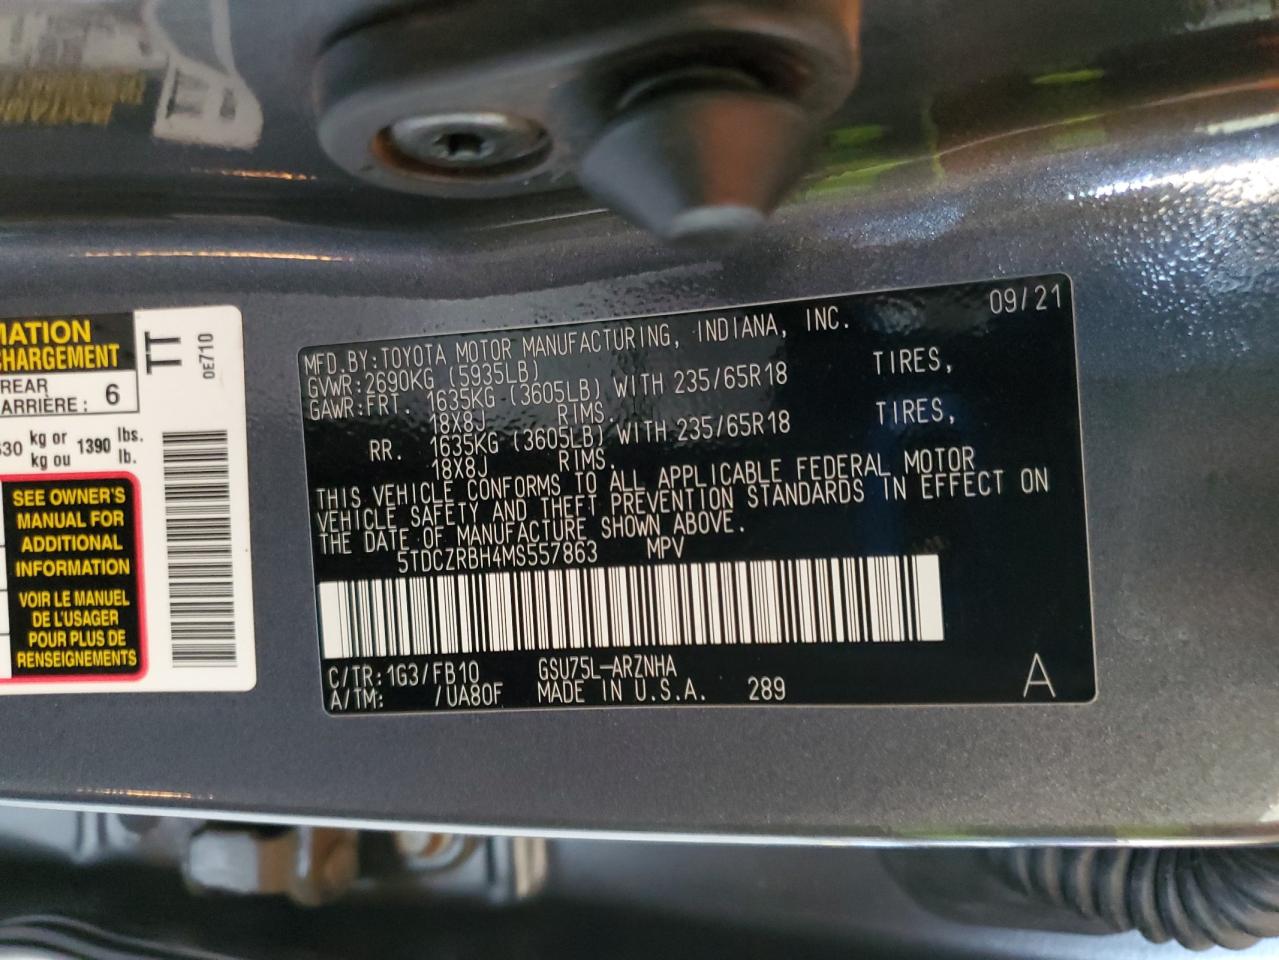 MATION
CHARGEMENT
REAR
ARRIÈRE : 6
kg or 1390 lbs.
kg ou lb.
SEE OWNER'S
MANUAL FOR
ADDITIONAL
INFORMATION
VOIR LE MANUEL
DE L'USAGER
POUR PLUS DE
RENSEIGNEMENTS
TT
0E710
09/21
MFD.BY:TOYOTA MOTOR MANUFACTURING, INDIANA, INC.
GVWR:2690KG (5935LB)
GAWR:FRT. 1635KG (3605LB) WITH 235/65R18 TIRES,
18X8J RIMS.
RR. 1635KG (3605LB) WITH 235/65R18 TIRES,
18X8J RIMS.
THIS VEHICLE CONFORMS TO ALL APPLICABLE FEDERAL MOTOR
VEHICLE SAFETY AND THEFT PREVENTION STANDARDS IN EFFECT ON
THE DATE OF MANUFACTURE SHOWN ABOVE.
5TDCZRBH4MS557863 MPV
C/TR:1G3/FB10 GSU75L-ARZNHA
A/TM: /UA80F MADE IN U.S.A. 289
A